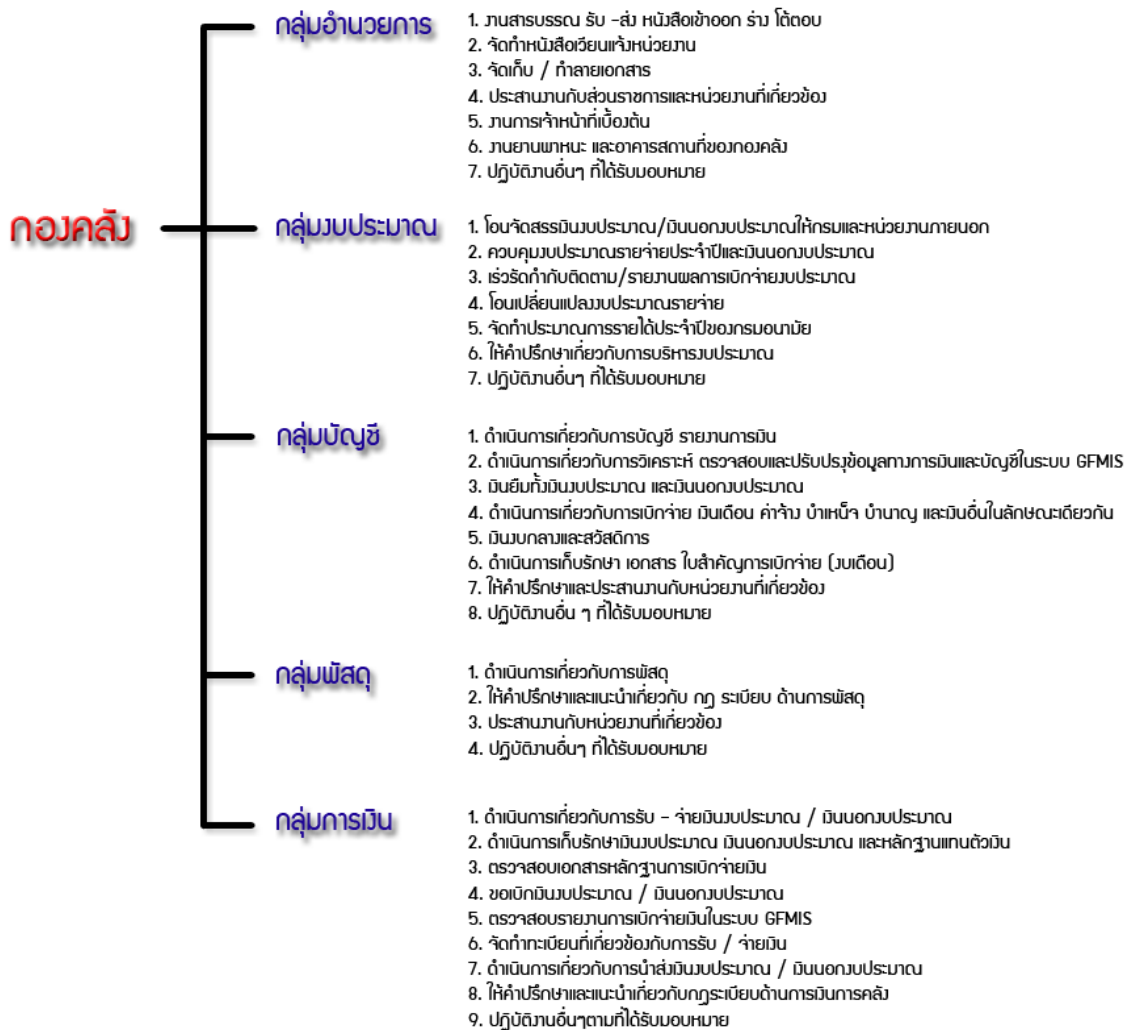 กลุ่มอำนวยการ
1. งานสารบรรณ รับ -ส่ง หนังสือเข้าออก ร่าง โต้ตอบ
2. จัดทำหนังสือเวียนแจ้งหน่วยงาน
3. จัดเก็บ / ทำลายเอกสาร
4. ประสานงานกับส่วนราชการและหน่วยงานที่เกี่ยวข้อง
5. งานการเจ้าหน้าที่เบื้องต้น
6. งานยานพาหนะ และอาคารสถานที่ของกองคลัง
7. ปฏิบัติงานอื่นๆ ที่ได้รับมอบหมาย
กองคลัง
กลุ่มงบประมาณ
1. โอนจัดสรรเงินงบประมาณ/เงินนอกงบประมาณให้กรมและหน่วยงานภายนอก
2. ควบคุมงบประมาณรายจ่ายประจำปีและเงินนอกงบประมาณ
3. เร่งรัดกำกับติดตาม/รายงานผลการเบิกจ่ายงบประมาณ
4. โอนเปลี่ยนแปลงงบประมาณรายจ่าย
5. จัดทำประมาณการรายได้ประจำปีของกรมอนามัย
6. ให้คำปรึกษาเกี่ยวกับการบริหารงบประมาณ
7. ปฏิบัติงานอื่นๆ ที่ได้รับมอบหมาย
กลุ่มบัญชี
1. ดำเนินการเกี่ยวกับการบัญชี รายงานการเงิน
2. ดำเนินการเกี่ยวกับการวิเคราะห์ ตรวจสอบและปรับปรุงข้อมูลทางการเงินและบัญชีในระบบ GFMIS
3. เงินยืมทั้งเงินงบประมาณ และเงินนอกงบประมาณ
4. ดำเนินการเกี่ยวกับการเบิกจ่าย เงินเดือน ค่าจ้าง บำเหน็จ บำนาญ และเงินอื่นในลักษณะเดียวกัน
5. เงินงบกลางและสวัสดิการ
6. ดำเนินการเก็บรักษา เอกสาร ใบสำคัญการเบิกจ่าย (งบเดือน)
7. ให้คำปรึกษาและประสานงานกับหน่วยงานที่เกี่ยวข้อง
8. ปฏิบัติงานอื่น ๆ ที่ได้รับมอบหมาย
กลุ่มพัสดุ
1. ดำเนินการเกี่ยวกับการพัสดุ
2. ให้คำปรึกษาและแนะนำเกี่ยวกับ กฎ ระเบียบ ด้านการพัสดุ
3. ประสานงานกับหน่วยงานที่เกี่ยวข้อง
4. ปฏิบัติงานอื่นๆ ที่ได้รับมอบหมาย
กลุ่มการเงิน
1. ดำเนินการเกี่ยวกับการรับ - จ่ายเงินงบประมาณ / เงินนอกงบประมาณ
2. ดำเนินการเก็บรักษาเงินงบประมาณ เงินนอกงบประมาณ และหลักฐานแทนตัวเงิน
3. ตรวจสอบเอกสารหลักฐานการเบิกจ่ายเงิน
4. ขอเบิกเงินงบประมาณ / เงินนอกงบประมาณ
5. ตรวจสอบรายงานการเบิกจ่ายเงินในระบบ GFMIS
6. จัดทำทะเบียนที่เกี่ยวข้องกับการรับ / จ่ายเงิน
7. ดำเนินการเกี่ยวกับการนำส่งเงินงบประมาณ / เงินนอกงบประมาณ
8. ให้คำปรึกษาและแนะนำเกี่ยวกับกฎระเบียบด้านการเงินการคลัง
9. ปฏิบัติงานอื่นๆตามที่ได้รับมอบหมาย